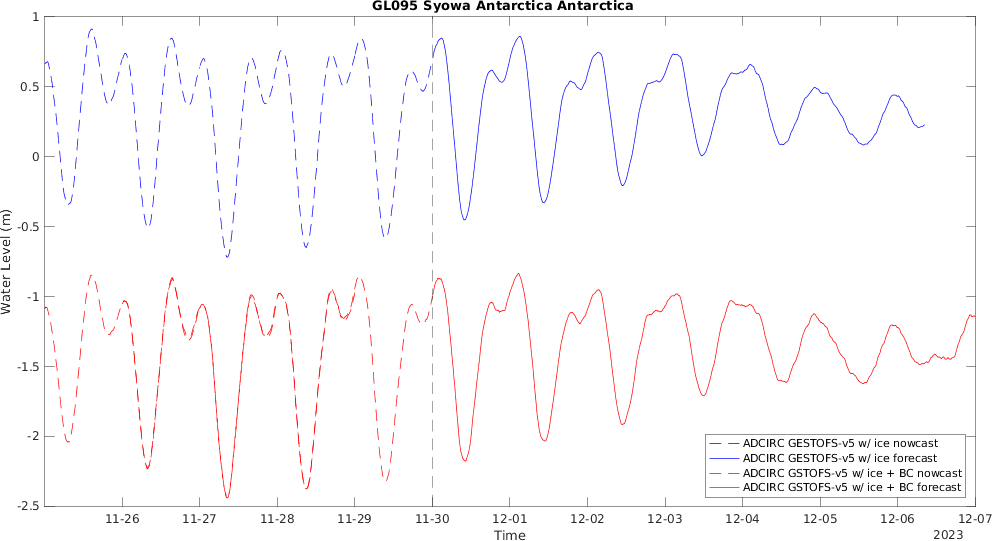 GL095 Syowa Antarctica Antarctica
Water Level (m)
1
0.5
0
-0.5
-1
-1.5
-2
-2.5
ADCIRC GESTOFS-v5 w/ ice nowcast
ADCIRC GESTOFS-v5 w/ ice forecast
ADCIRC GSTOFS-v5 w/ ice + BC nowcast
ADCIRC GSTOFS-v5 w/ ice + BC forecast
11-26 11-27 11-28 11-29 11-30 12-01 12-02 12-03 12-04 12-05 12-06 12-07
Time
2023